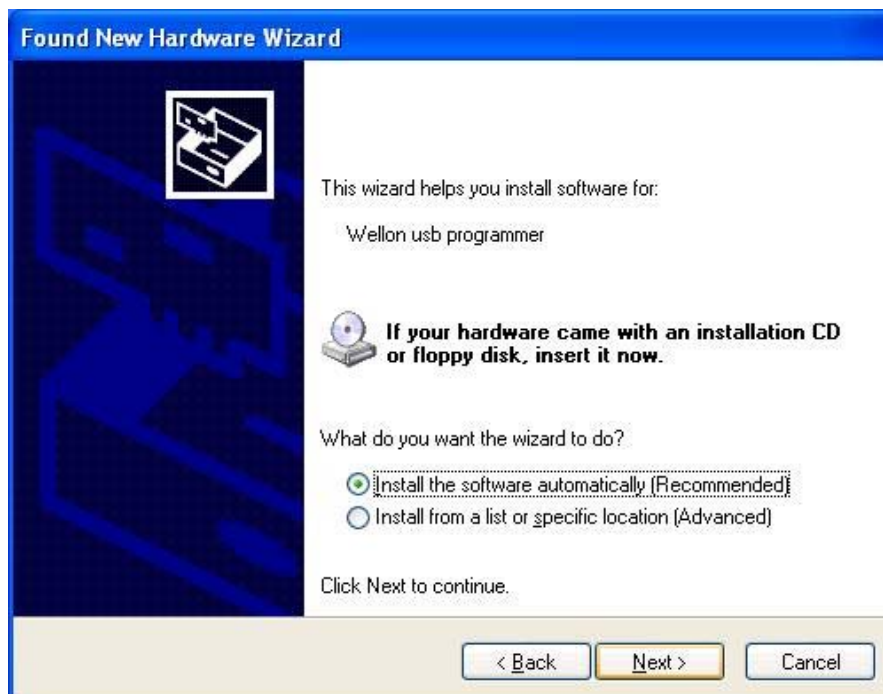 Found New Hardware Wizard
This wizard helps you install software for:
Wellon usb programmer
If your hardware came with an installation CD
or floppy disk, insert it now.
What do you want the wizard to do?
Install the software automatically (Recommended)
Install from a list or specific location (Advanced)
Click Next to continue.
< Back
Next >
Cancel